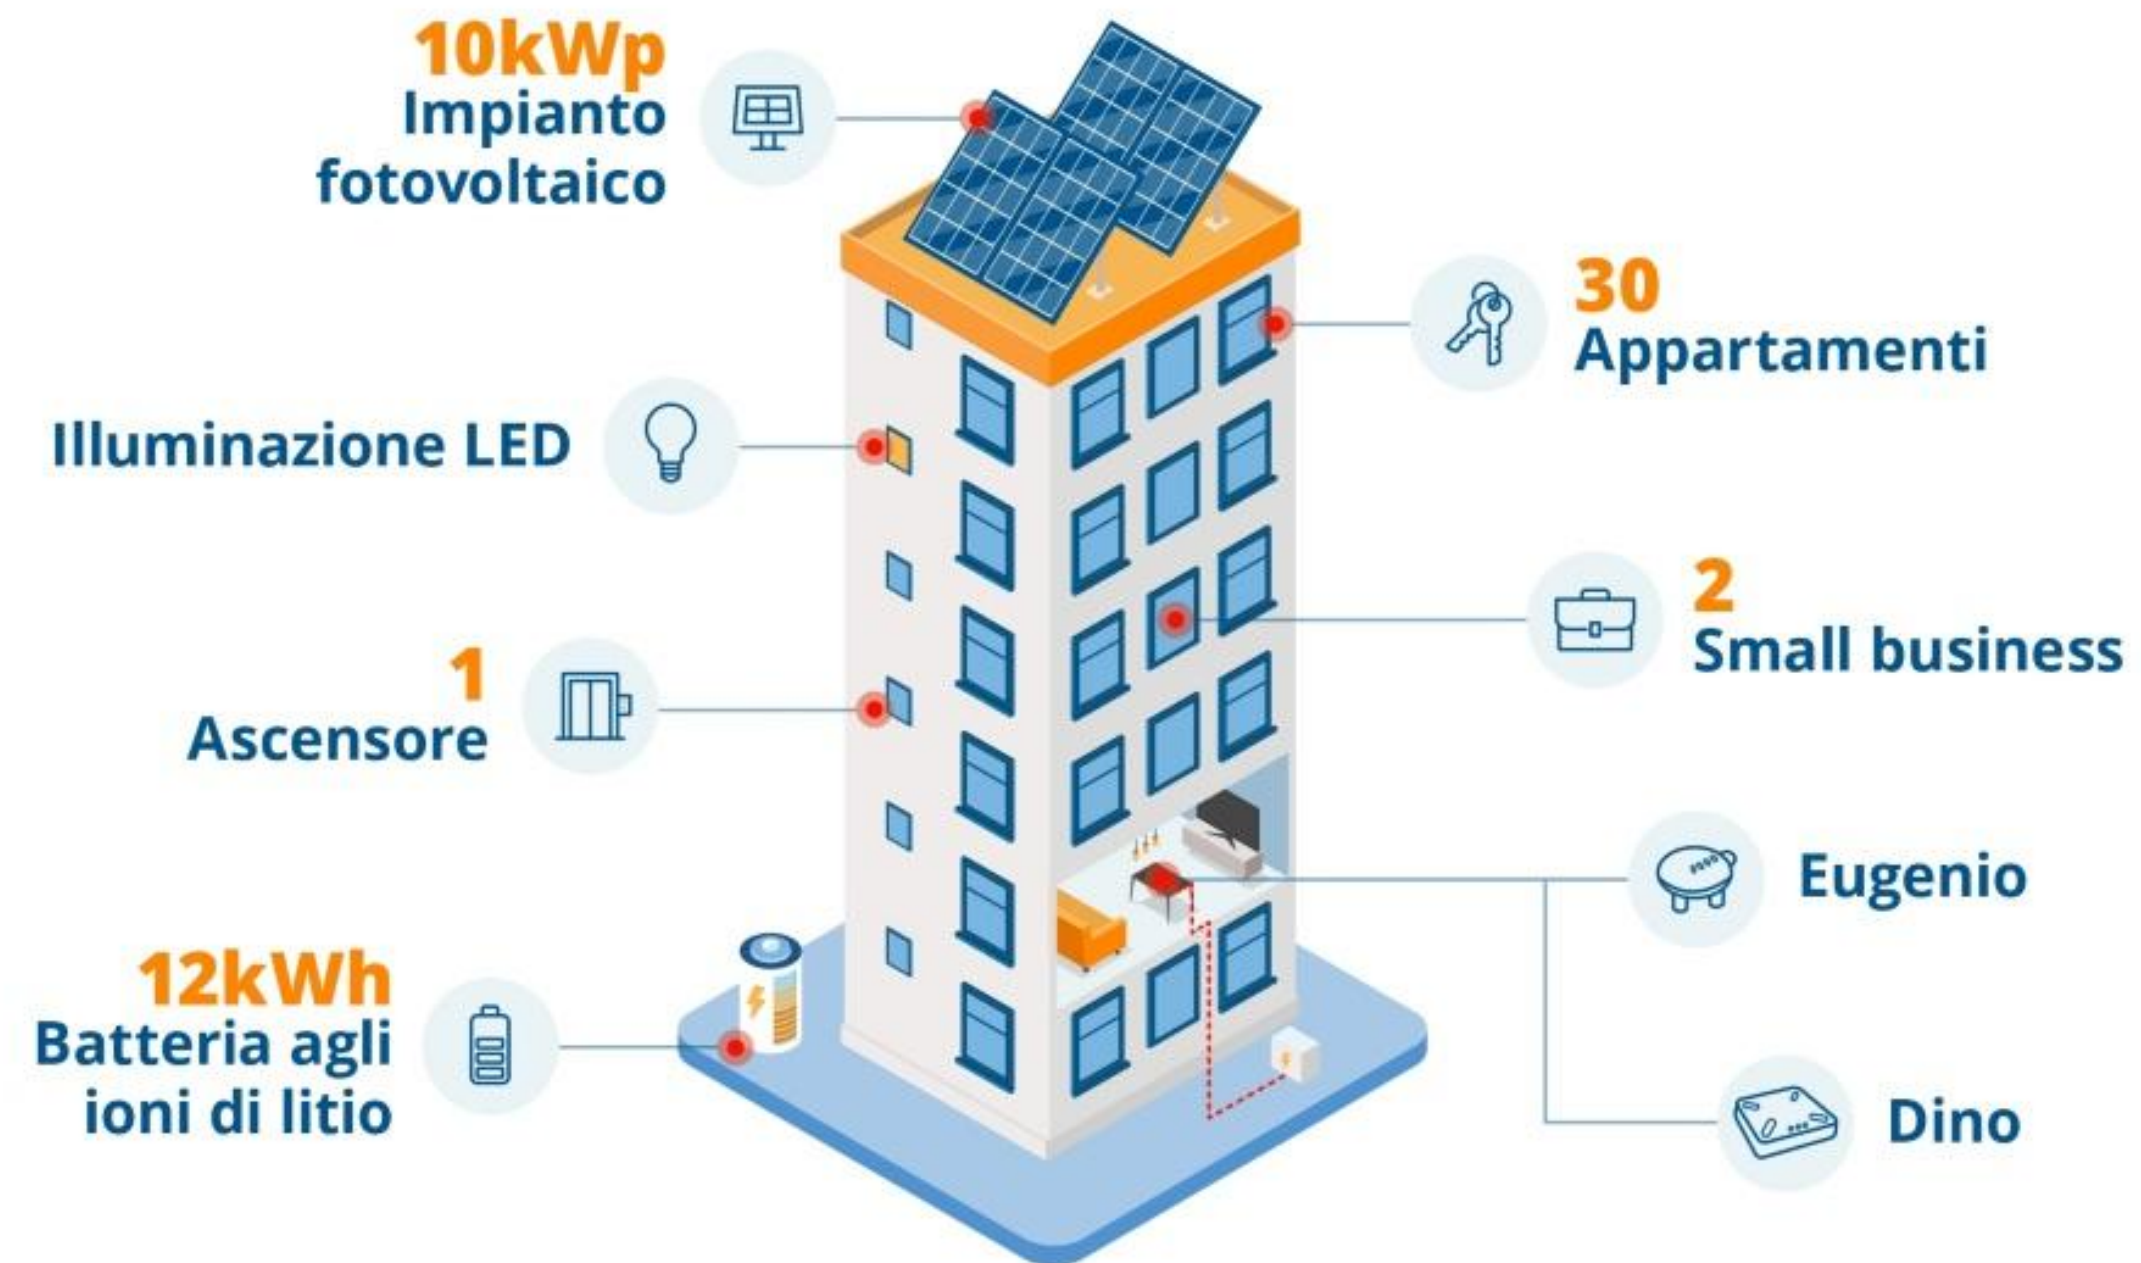 10kWp
Impianto
fotovoltaico
30
Appartamenti
Illuminazione LED
2
Small business
1
Ascensore
Eugenio
12kWh
Batteria agli
ioni di litio
Dino